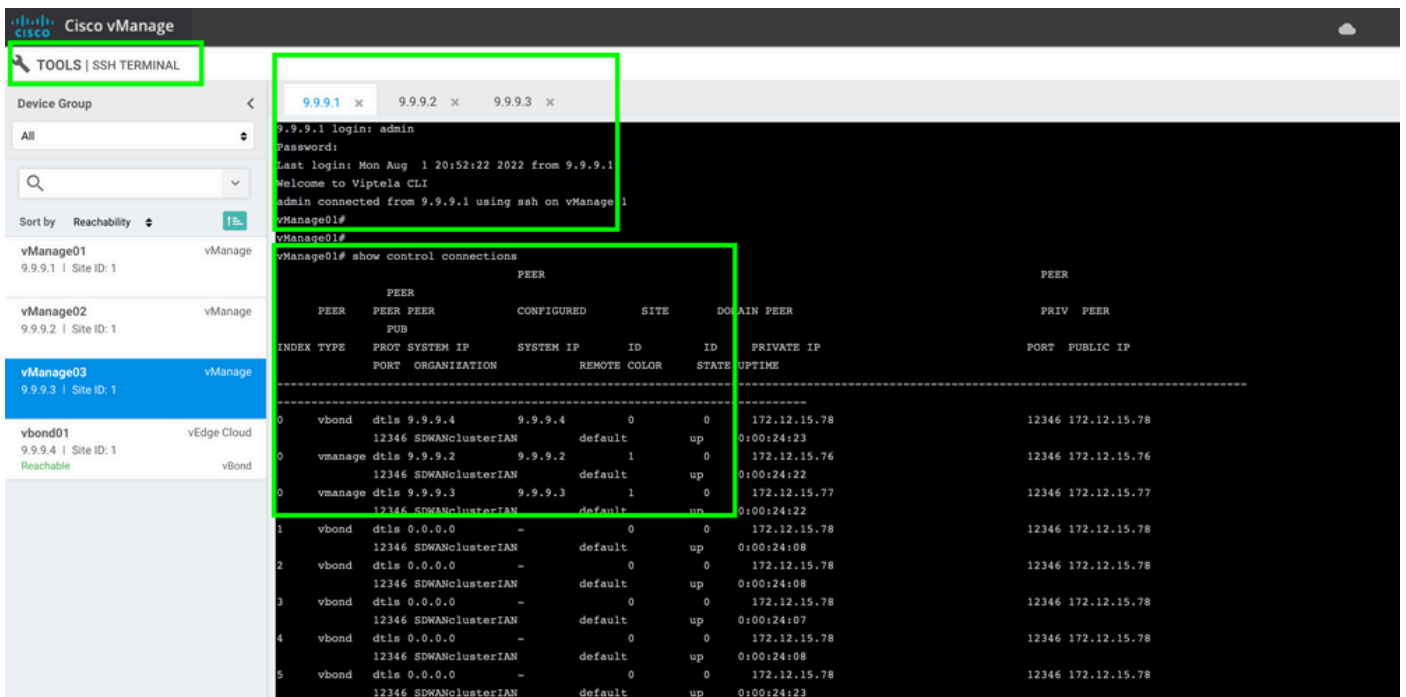 cisco Cisco vManage
TOOLS | SSH TERMINAL
Device Group
All
Sort by Reachability
vManage01 vManage
9.9.9.1 | Site ID: 1
vManage02 vManage
9.9.9.2 | Site ID: 1
vManage03 vManage
9.9.9.3 | Site ID: 1
vbond01 vEdge Cloud
9.9.9.4 | Site ID: 1
Reachable vBond
9.9.9.1 × 9.9.9.2 × 9.9.9.3 ×
9.9.9.1 login: admin
Password:
Last login: Mon Aug 1 20:52:22 2022 from 9.9.9.1
Welcome to Viptela CLI
admin connected from 9.9.9.1 using ssh on vManage 1
vManage01#
vManage01#
vManage01# show control connections
PEER PEER
PEER
PEER PEER PEER CONFIGURED SITE DOMAIN PEER PRIV PEER
PUB
INDEX TYPE PROT SYSTEM IP SYSTEM IP ID ID PRIVATE IP PORT PUBLIC IP
PORT ORGANIZATION REMOTE COLOR STATE UPTIME
--------------------------------------------------------------------------------
--------------------------------------------
0 vbond dtls 9.9.9.4 9.9.9.4 0 0 172.12.15.78 12346 172.12.15.78
12346 SDWANclusterIAN default up 0:00:24:23
0 vmanage dtls 9.9.9.2 9.9.9.2 1 0 172.12.15.76 12346 172.12.15.76
12346 SDWANclusterIAN default up 0:00:24:22
0 vmanage dtls 9.9.9.3 9.9.9.3 1 0 172.12.15.77 12346 172.12.15.77
12346 SDWANclusterIAN default up 0:00:24:22
1 vbond dtls 0.0.0.0 - 0 0 172.12.15.78 12346 172.12.15.78
12346 SDWANclusterIAN default up 0:00:24:08
2 vbond dtls 0.0.0.0 - 0 0 172.12.15.78 12346 172.12.15.78
12346 SDWANclusterIAN default up 0:00:24:08
3 vbond dtls 0.0.0.0 - 0 0 172.12.15.78 12346 172.12.15.78
12346 SDWANclusterIAN default up 0:00:24:07
4 vbond dtls 0.0.0.0 - 0 0 172.12.15.78 12346 172.12.15.78
12346 SDWANclusterIAN default up 0:00:24:08
5 vbond dtls 0.0.0.0 - 0 0 172.12.15.78 12346 172.12.15.78
12346 SDWANclusterIAN default up 0:00:24:23